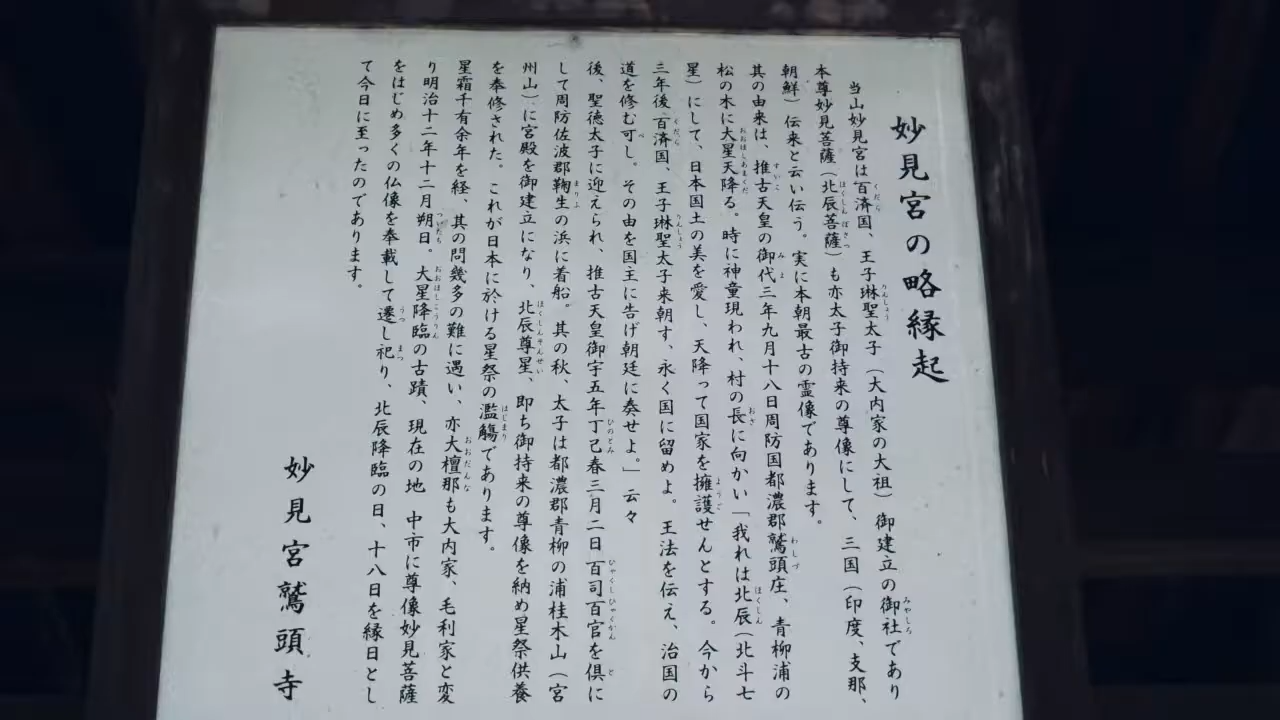 妙見宮の略縁起
当山妙見宮は百済国、王子琳聖太子（大内家の大祖）御建立の御社であり
本尊妙見菩薩（北辰菩薩）も亦太子御持来の尊像にして、三国（印度、支那、
朝鮮）伝来と云い伝う。実に本朝最古の霊像であります。
其の由来は、推古天皇の御代三年九月十八日周防国都濃郡鷲頭庄、青柳浦の
松の木に大星天降る。時に神童現われ、村の長に向かい「我れは北辰（北斗七
星）にして、日本国土の美を愛し、天降って国家を擁護せんとする。今から
三年後百済国、王子琳聖太子来朝す、永く国に留めよ。王法を伝え、治国の
道を修む可し。その由を国主に告げ朝廷に奏せよ。」云々
後、聖徳太子に迎えられ、推古天皇御宇五年丁巳春三月二日百司百官を倶に
して周防佐波郡鞠生の浜に着船。其の秋、太子は都濃郡青柳の浦桂木山（宮
州山）に宮殿を御建立になり、北辰尊星、即ち御持来の尊像を納め星祭供養
を奉修された。これが日本に於ける星祭の濫觴であります。
星霜千有余年を経、其の問幾多の難に遇い、亦大檀那も大内家、毛利家と変
り明治十二年十二月朔日。大星降臨の古蹟、現在の地 中市に尊像妙見菩薩
をはじめ多くの仏像を奉載して遷し祀り、北辰降臨の日、十八日を縁日とし
て今日に至ったのであります。
妙見宮鷲頭寺